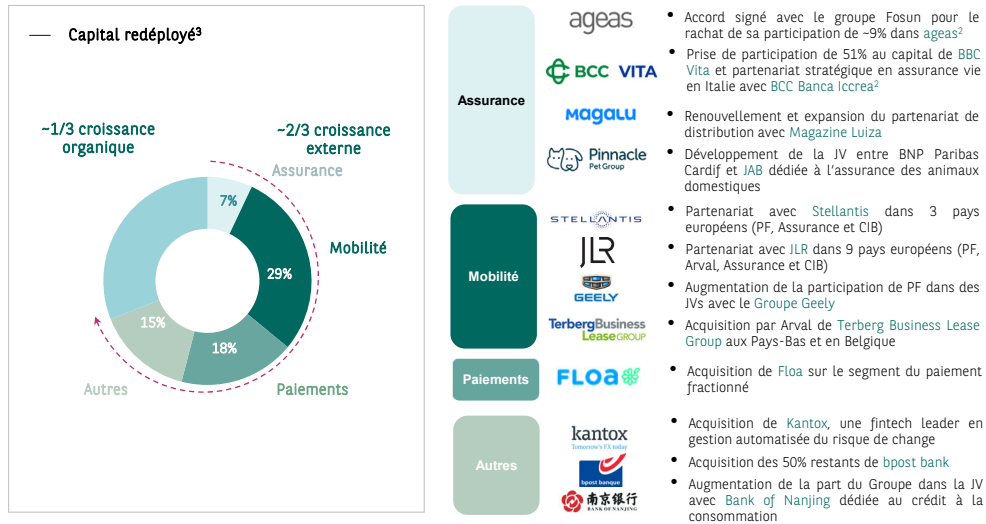 Capital redéployé³
~1/3 croissance
organique
~2/3 croissance
externe
Assurance
7%
Mobilité
29%
15%
18%
Autres
Paiements
Assurance
ageas
BCC VITA
MAGALU
Pinnacle
Pet Group
Accord signé avec le groupe Fosun pour le
rachat de sa participation de ~9% dans ageas²
Prise de participation de 51% au capital de BBC
Vita et partenariat stratégique en assurance vie
en Italie avec BCC Banca Iccrea²
Renouvellement et expansion du partenariat de
distribution avec Magazine Luiza
Développement de la JV entre BNP Paribas
Cardif et JAB dédiée à l'assurance des animaux
domestiques
Mobilité
STELLANTIS
JLR
GEELY
TerbergBusiness
LeaseGROUP
Partenariat avec Stellantis dans 3 pays
européens (PF, Assurance et CIB)
Partenariat avec JLR dans 9 pays européens (PF,
Arval, Assurance et CIB)
Augmentation de la participation de PF dans des
JVs avec le Groupe Geely
Acquisition par Arval de Terberg Business Lease
Group aux Pays-Bas et en Belgique
Paiements
FLOA
Acquisition de Floa sur le segment du paiement
fractionné
Autres
kantox
Tomorrow's FX today
bpost banque
南京银行
BANK OF NANJING
Acquisition de Kantox, une fintech leader en
gestion automatisée du risque de change
Acquisition des 50% restants de bpost bank
Augmentation de la part du Groupe dans la JV
avec Bank of Nanjing dédiée au crédit à la
consommation